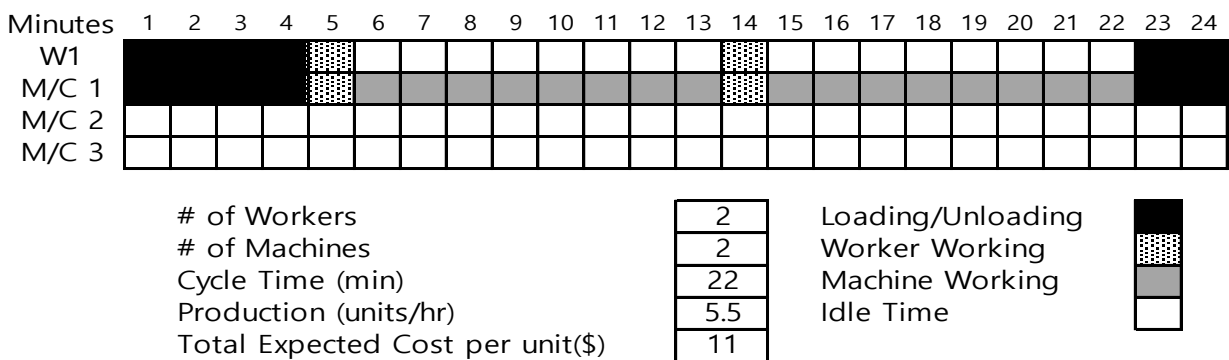 Minutes 1 2 3 4 5 6 7 8 9 10 11 12 13 14 15 16 17 18 19 20 21 22 23 24
W1
M/C 1
M/C 2
M/C 3
# of Workers 2 Loading/Unloading
# of Machines 2 Worker Working
Cycle Time (min) 22 Machine Working
Production (units/hr) 5.5 Idle Time
Total Expected Cost per unit($) 11